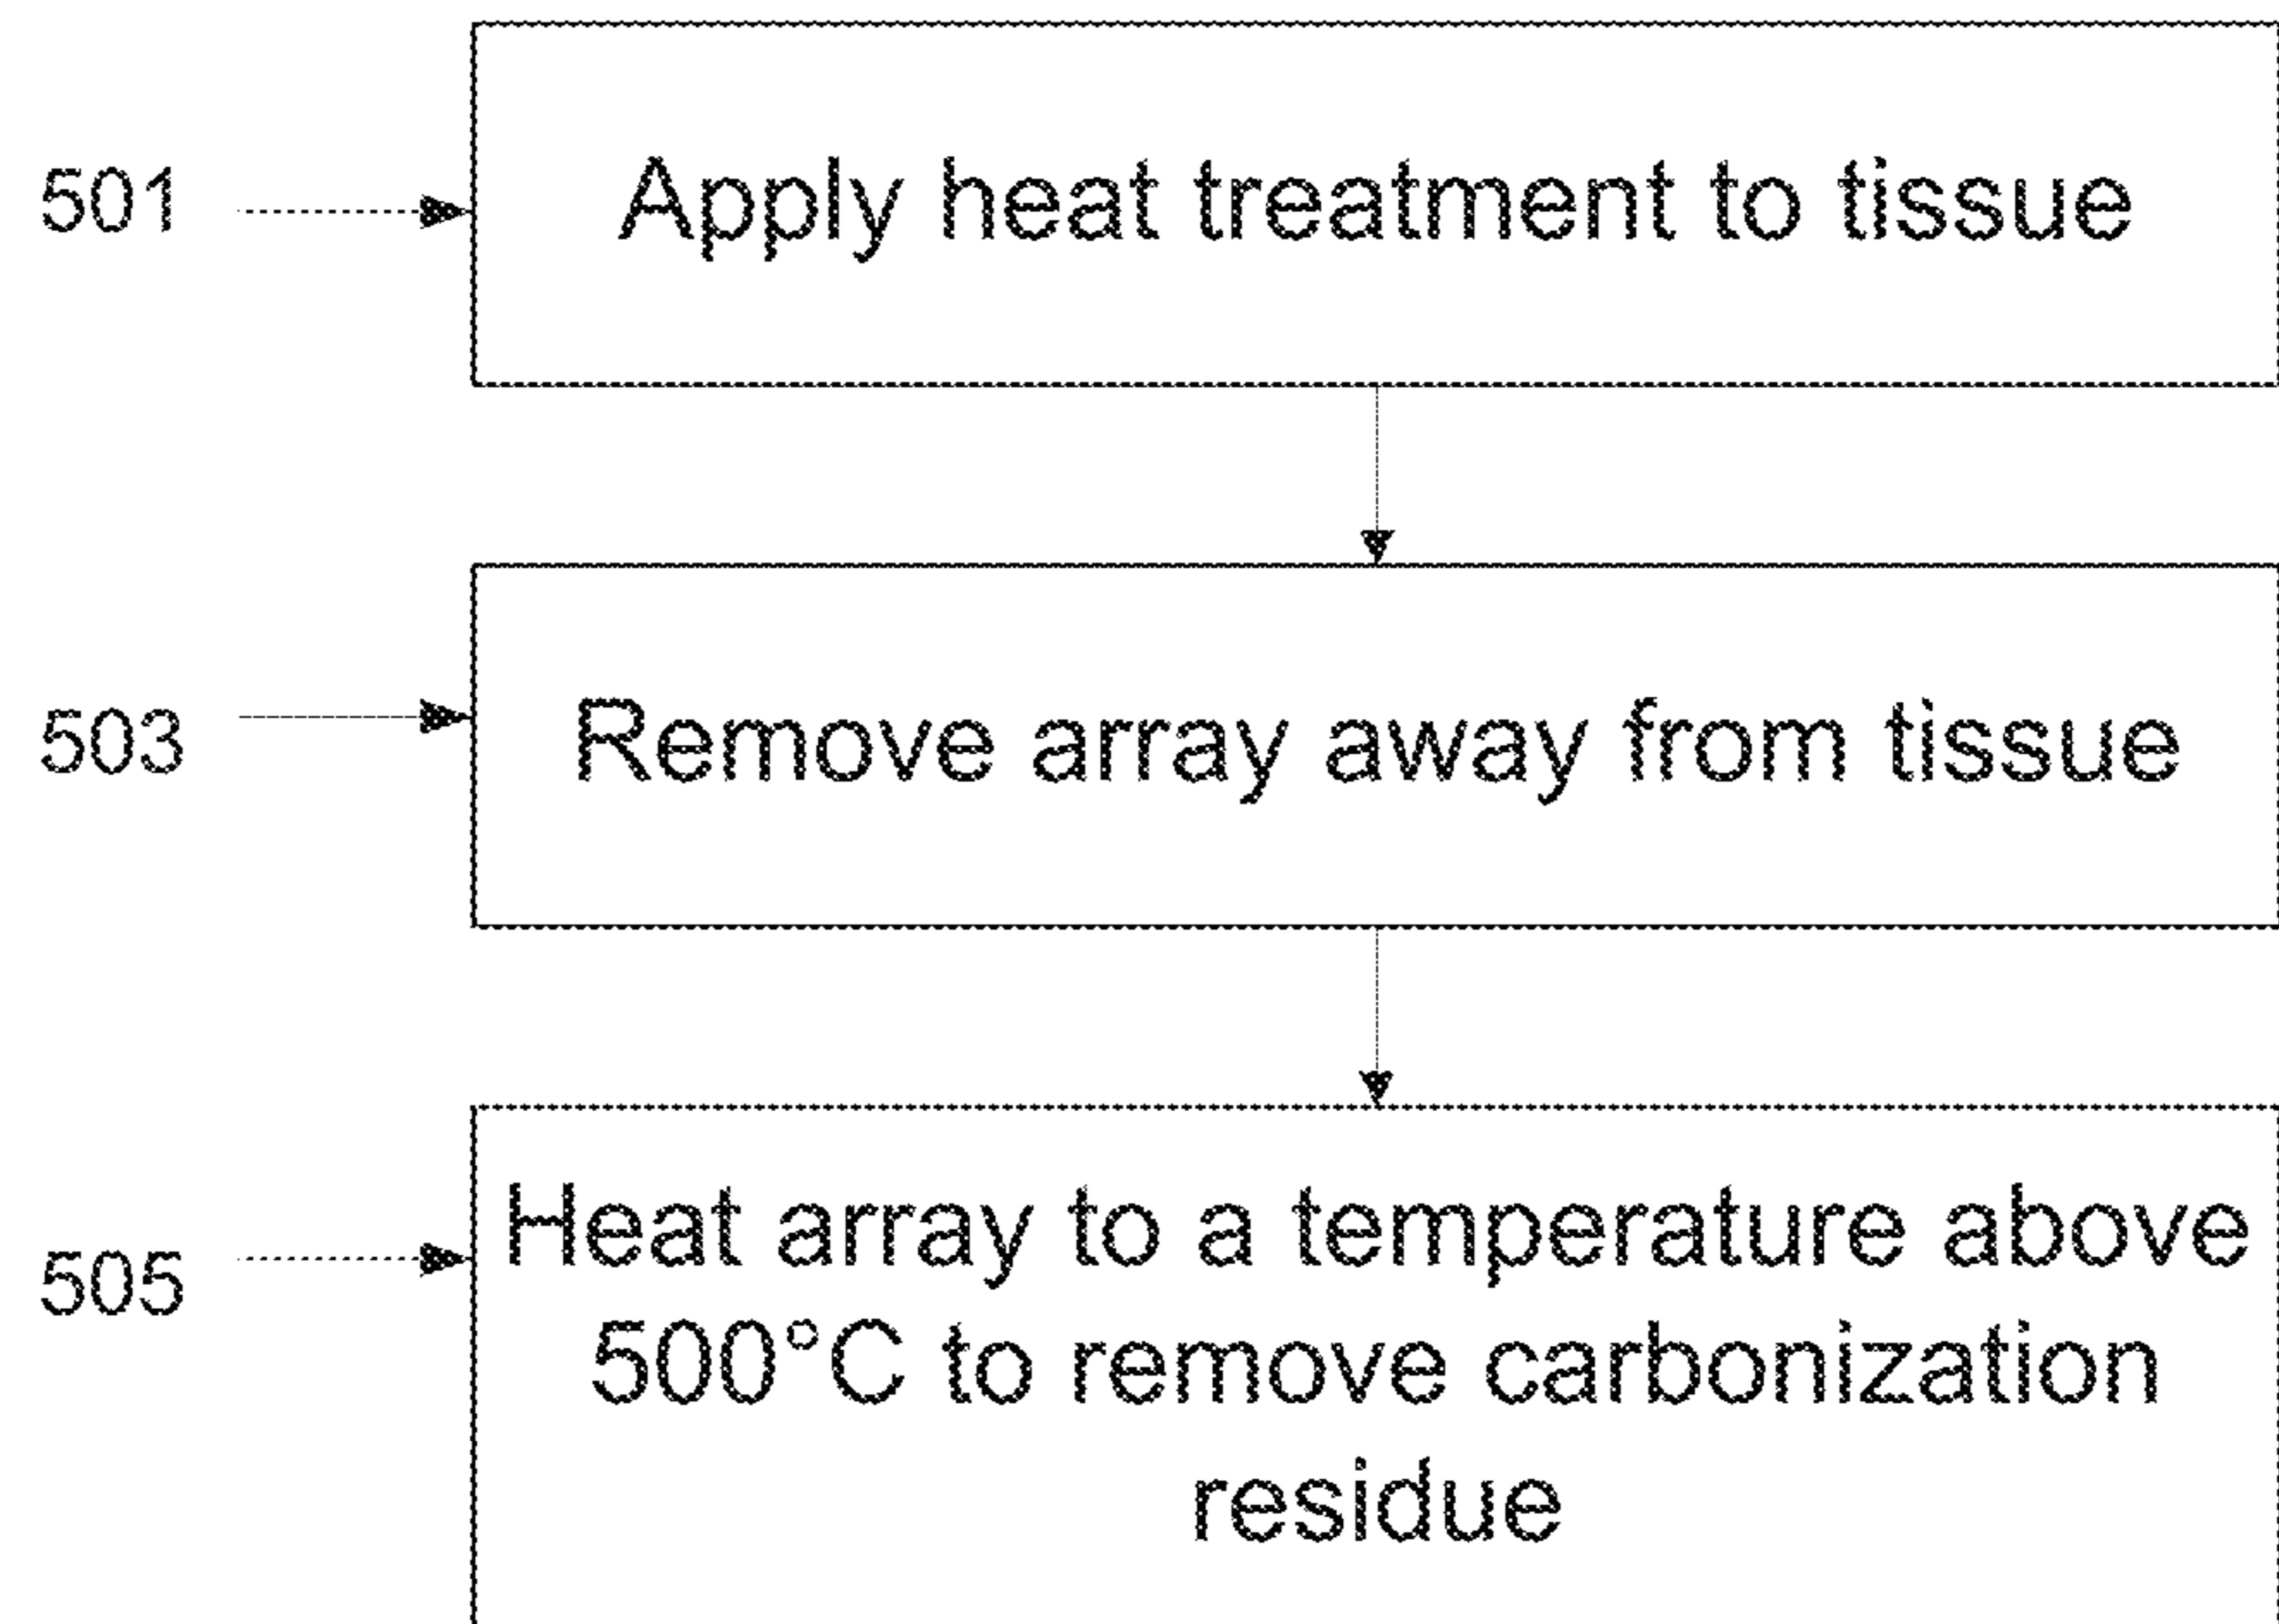 501
Apply heat treatment to tissue
503
Remove array away from tissue
505
Heat array to a temperature above
500°C to remove carbonization
residue